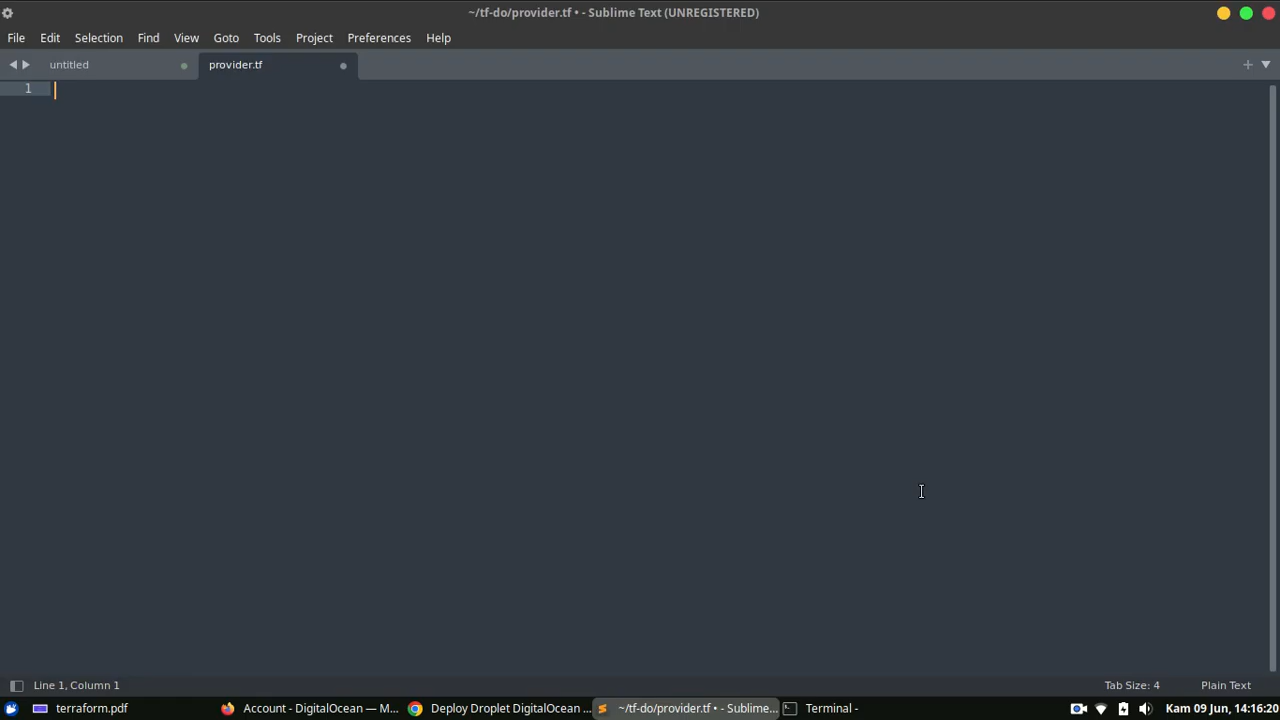 ~/tf-do/provider.tf • - Sublime Text (UNREGISTERED)
File Edit Selection Find View Goto Tools Project Preferences Help
untitled provider.tf
1
Line 1, Column 1 Tab Size: 4 Plain Text
terraform.pdf Account - DigitalOcean — M... Deploy Droplet DigitalOcean ... ~/tf-do/provider.tf • - Sublime... Terminal - Kam 09 Jun, 14:16:20